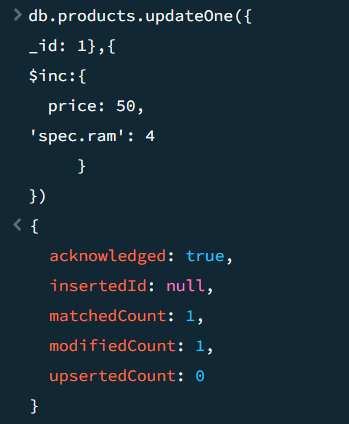 > db.products.updateOne({
_id: 1},{
$inc:{
price: 50,
'spec.ram': 4
}
})
< {
acknowledged: true,
insertedId: null,
matchedCount: 1,
modifiedCount: 1,
upsertedCount: 0
}